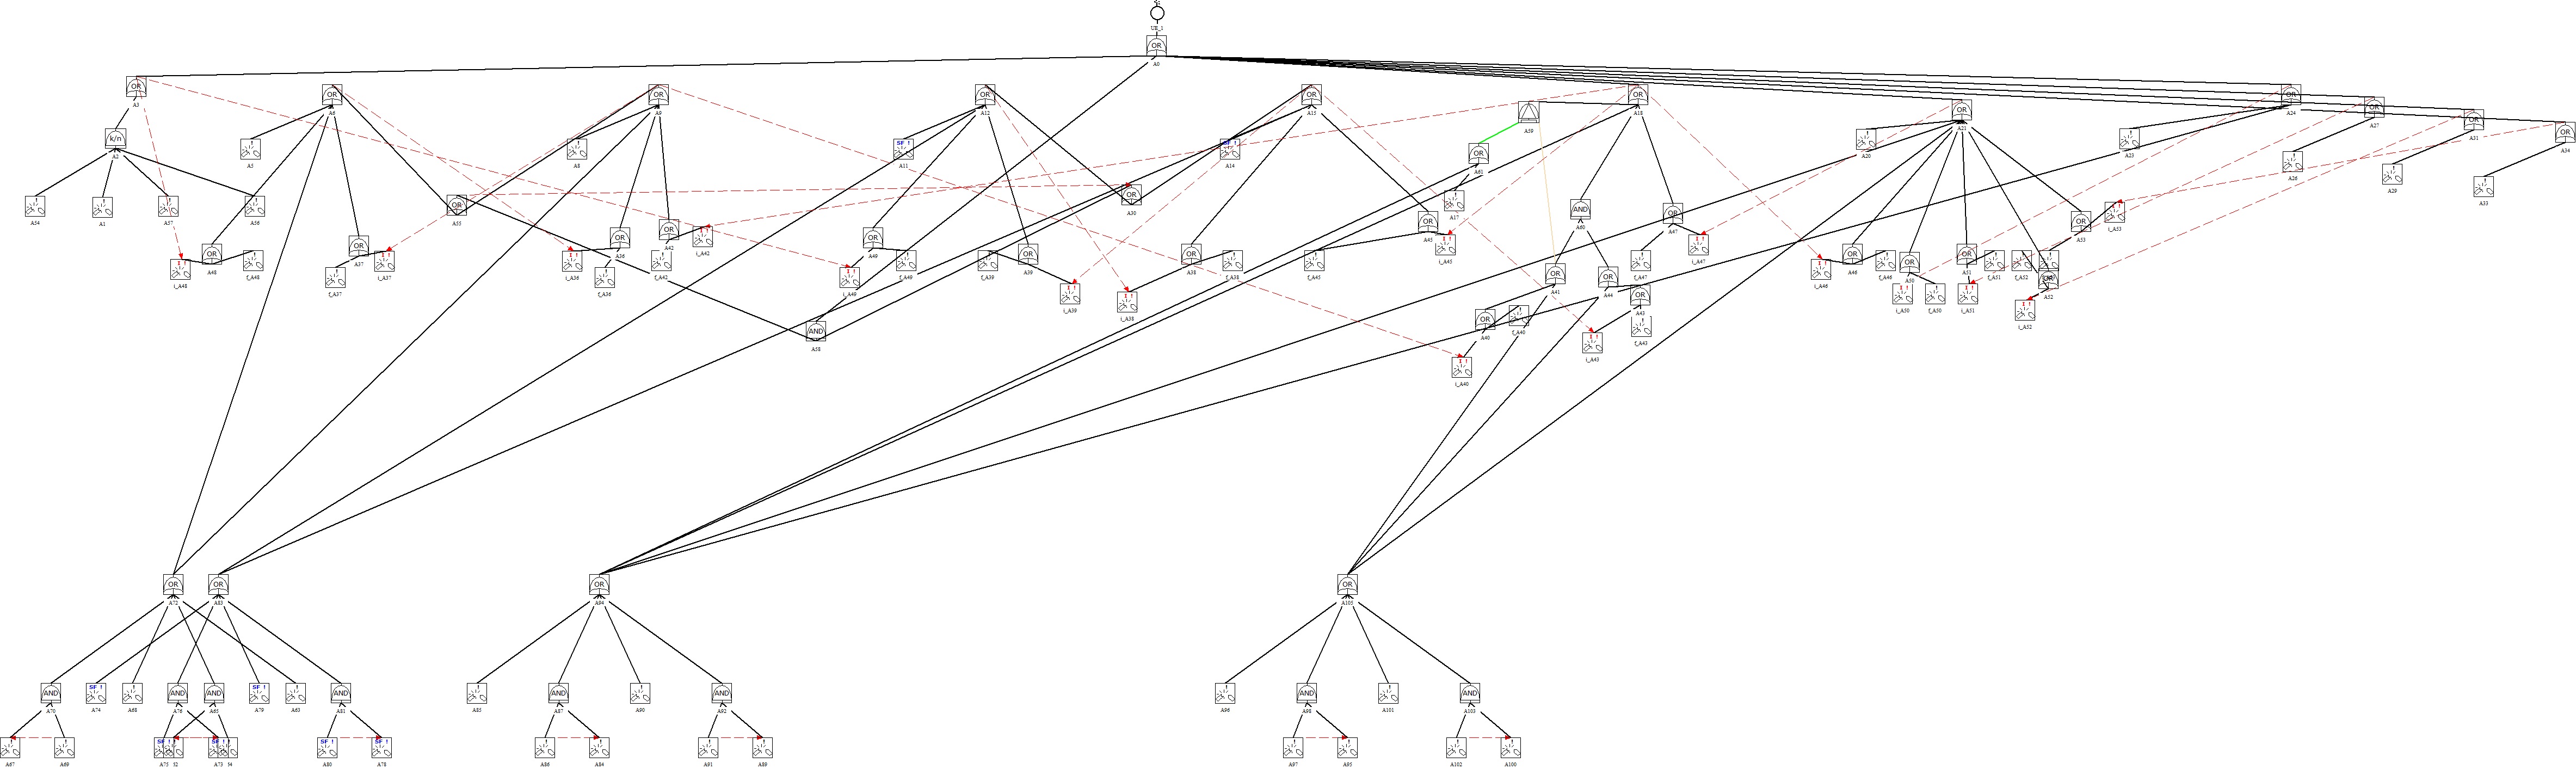 UE_1
OR
A0
OR
A3
OR
A6
OR
A9
OR
A12
OR
A15
A59
OR
A18
OR
A21
OR
A24
OR
A27
OR
A31
OR
A34
k/n
A2
A5
A8
SF !
A11
SF !
A14
OR
A61
A20
A23
A26
A29
A33
A54
A1
A57
A56
OR
A55
OR
A30
A17
AND
A60
OR
A48
I !
i_A48
f_A48
OR
A37
I !
i_A37
f_A37
OR
A36
I !
i_A36
f_A36
OR
A42
I !
i_A42
f_A42
OR
A49
I !
i_A49
f_A49
OR
A39
f_A39
I !
i_A39
OR
A38
I !
i_A38
f_A38
OR
A45
I !
i_A45
f_A45
OR
A47
I !
i_A47
f_A47
OR
A41
OR
A44
OR
A43
f_A43
I !
i_A43
OR
A40
f_A40
I !
i_A40
OR
A46
I !
i_A46
f_A46
OR
A50
I !
i_A50
f_A50
OR
A51
I !
i_A51
f_A51
f_A52
OR
A52
I !
i_A52
OR
A53
I !
i_A53
AND
A58
OR
A72
OR
A83
OR
A94
OR
A105
AND
A70
SF !
A74
A68
AND
A76
AND
A65
SF !
A79
A63
AND
A81
A85
AND
A87
A90
AND
A92
A96
AND
A98
A101
AND
A103
A67
A69
SF !
A75
SF !
A73
SF !
A80
SF !
A78
A86
A84
A91
A89
A97
A95
A102
A100